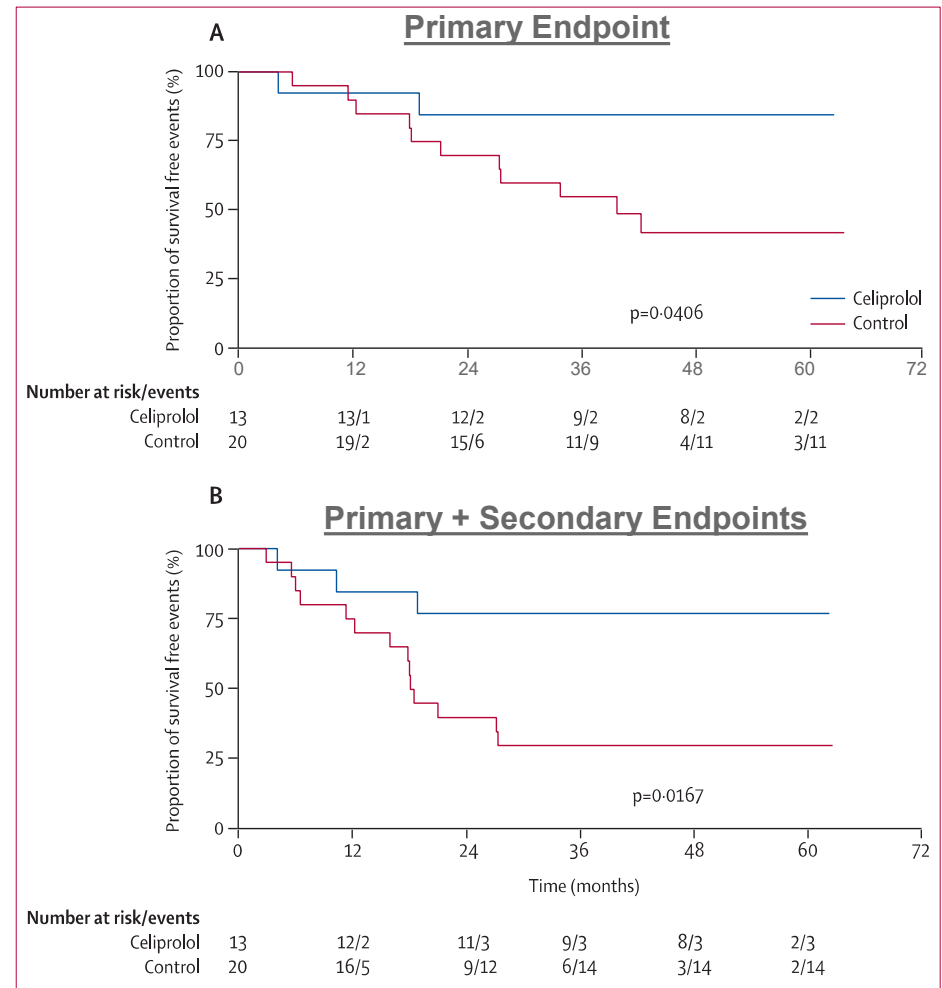 A
Primary Endpoint
Proportion of survival free events (%)
100
75
50
25
0
p=0·0406
Celiprolol
Control
0 12 24 36 48 60 72
Number at risk/events
Celiprolol 13 13/1 12/2 9/2 8/2 2/2
Control 20 19/2 15/6 11/9 4/11 3/11
B
Primary + Secondary Endpoints
Proportion of survival free events (%)
100
75
50
25
0
p=0·0167
0 12 24 36 48 60 72
Time (months)
Number at risk/events
Celiprolol 13 12/2 11/3 9/3 8/3 2/3
Control 20 16/5 9/12 6/14 3/14 2/14